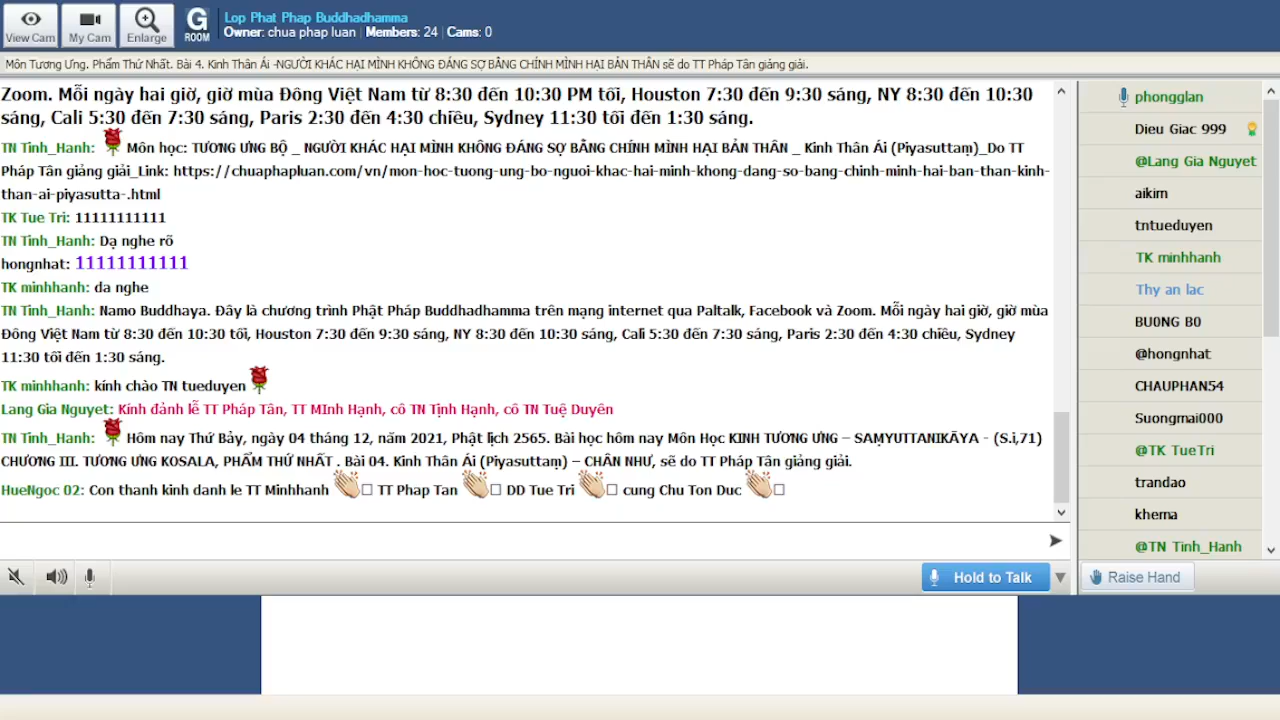 View Cam
My Cam
Enlarge
G
ROOM
Lop Phat Phap Buddhadhamma
Owner: chua phap luan | Members: 24 | Cams: 0
Môn Tượng Ưng. Phẩm Thứ Nhất. Bài 4. Kinh Thân Ái -NGƯỜI KHÁC HẠI MÌNH KHÔNG ĐÁNG SỢ BẰNG CHÍNH MÌNH HẠI BẢN THÂN sẽ do TT Pháp Tân giảng giải.
Zoom. Mỗi ngày hai giờ, giờ mùa Đông Việt Nam từ 8:30 đến 10:30 PM tối, Houston 7:30 đến 9:30 sáng, NY 8:30 đến 10:30
sáng, Cali 5:30 đến 7:30 sáng, Paris 2:30 đến 4:30 chiều, Sydney 11:30 tối đến 1:30 sáng.
TN Tinh_Hanh: Môn học: TƯƠNG ƯNG BỘ _ NGƯỜI KHÁC HẠI MÌNH KHÔNG ĐÁNG SỢ BẰNG CHÍNH MÌNH HẠI BẢN THÂN _ Kinh Thân Ái (Piyasuttaṃ)_Do TT
Pháp Tân giảng giải_Link: https://chuaphapluan.com/vn/mon-hoc-tuong-ung-bo-nguoi-khac-hai-minh-khong-dang-so-bang-chinh-minh-hai-ban-than-kinh-
than-ai-piyasutta-.html
TK Tue Tri: 11111111111
TN Tinh_Hanh: Dạ nghe rõ
hongnhat: 11111111111
TK minhhanh: da nghe
TN Tinh_Hanh: Namo Buddhaya. Đây là chương trình Phật Pháp Buddhadhamma trên mạng internet qua Paltalk, Facebook và Zoom. Mỗi ngày hai giờ, giờ mùa
Đông Việt Nam từ 8:30 đến 10:30 tối, Houston 7:30 đến 9:30 sáng, NY 8:30 đến 10:30 sáng, Cali 5:30 đến 7:30 sáng, Paris 2:30 đến 4:30 chiều, Sydney
11:30 tối đến 1:30 sáng.
TK minhhanh: kính chào TN tueduyen
Lang Gia Nguyet: Kính đảnh lễ TT Pháp Tân, TT MInh Hạnh, cô TN Tịnh Hạnh, cô TN Tuệ Duyên
TN Tinh_Hanh: Hôm nay Thứ Bảy, ngày 04 tháng 12, năm 2021, Phật lịch 2565. Bài học hôm nay Môn Học KINH TƯƠNG ƯNG – SAṂYUTTANIKĀYA - (S.i,71)
CHƯƠNG III. TƯƠNG ƯNG KOSALA, PHẨM THỨ NHẤT . Bài 04. Kinh Thân Ái (Piyasuttaṃ) – CHÂN NHƯ, sẽ do TT Pháp Tân giảng giải.
HueNgoc 02: Con thanh kinh danh le TT Minhhanh TT Phap Tan DD Tue Tri cung Chu Ton Duc
Hold to Talk
phongglan
Dieu Giac 999
@Lang Gia Nguyet
aikim
tntueduyen
TK minhhanh
Thy an lac
BU0NG B0
@hongnhat
CHAUPHAN54
Suongmai000
@TK TueTri
trandao
khema
@TN Tinh_Hanh
Raise Hand